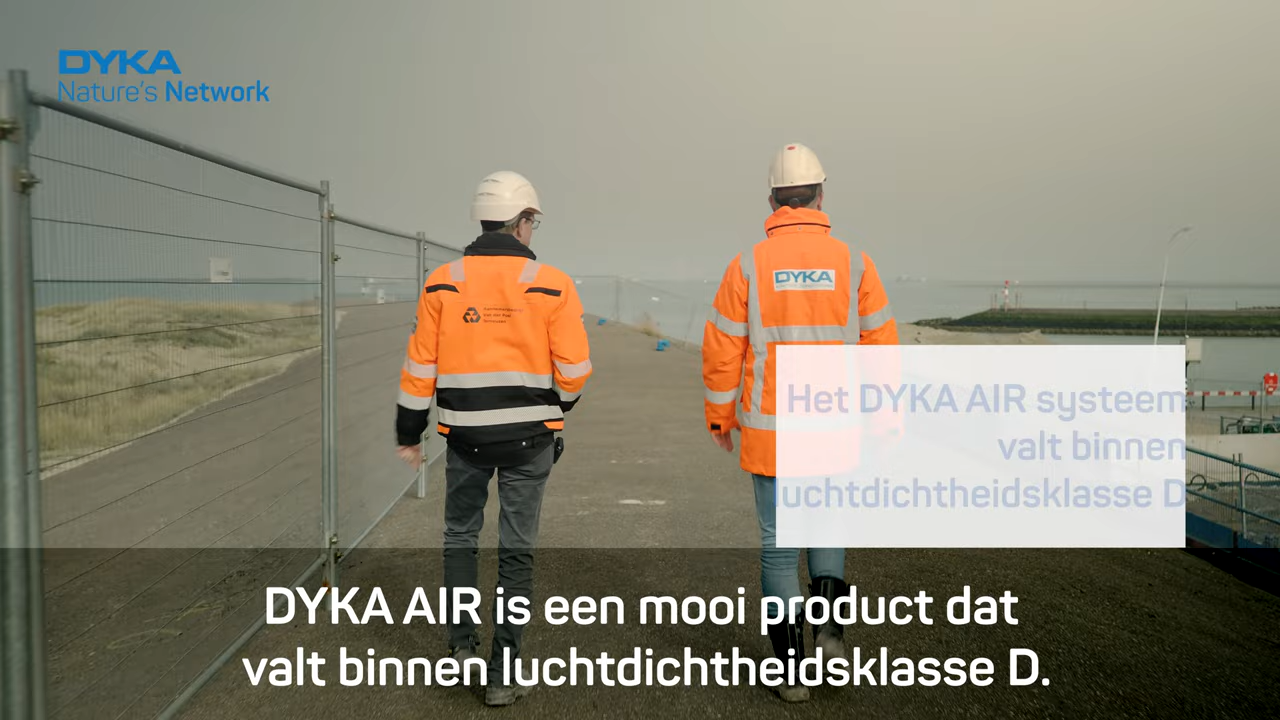 DYKA
Nature's Network
DYKA
Het DYKA AIR systeem
valt binnen
luchtdichtheidsklasse D
DYKA AIR is een mooi product dat
valt binnen luchtdichtheidsklasse D.